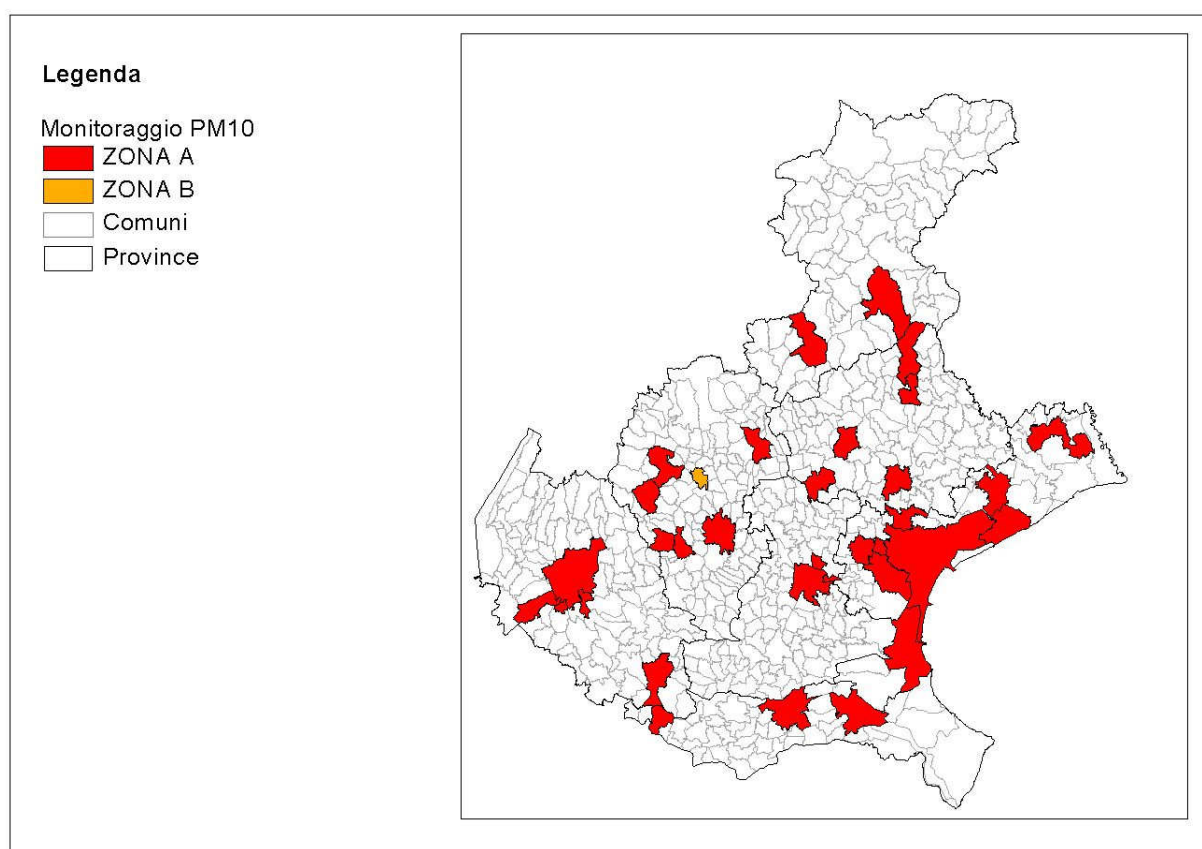 Legenda
Monitoraggio PM10
ZONA A
ZONA B
Comuni
Province